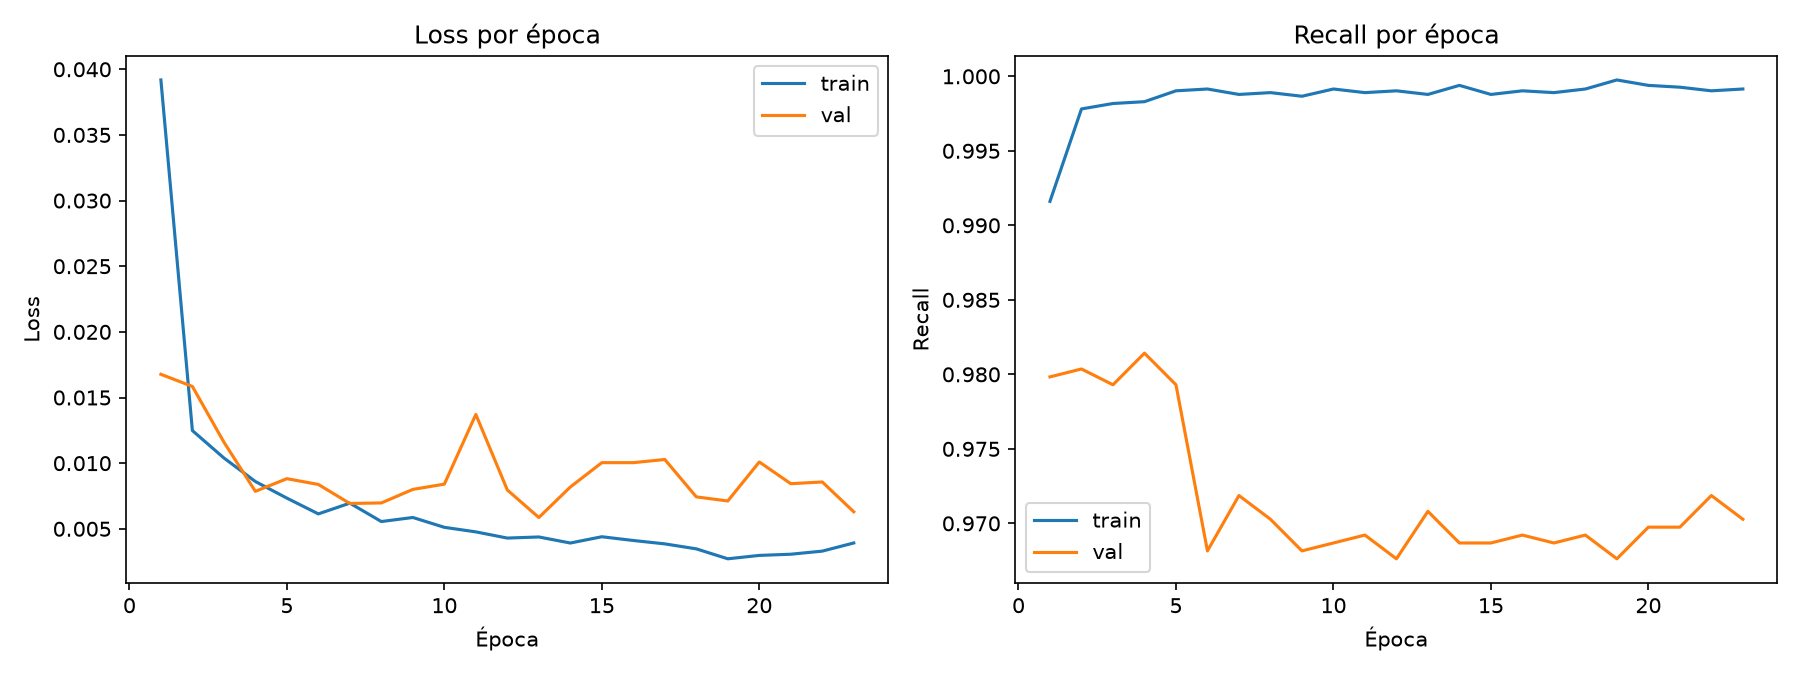 Loss por época
0.040
0.035
0.030
0.025
0.020
0.015
0.010
0.005
Loss
0 5 10 15 20
Época
train
val
Recall por época
1.000
0.995
0.990
0.985
0.980
0.975
0.970
Recall
0 5 10 15 20
Época
train
val